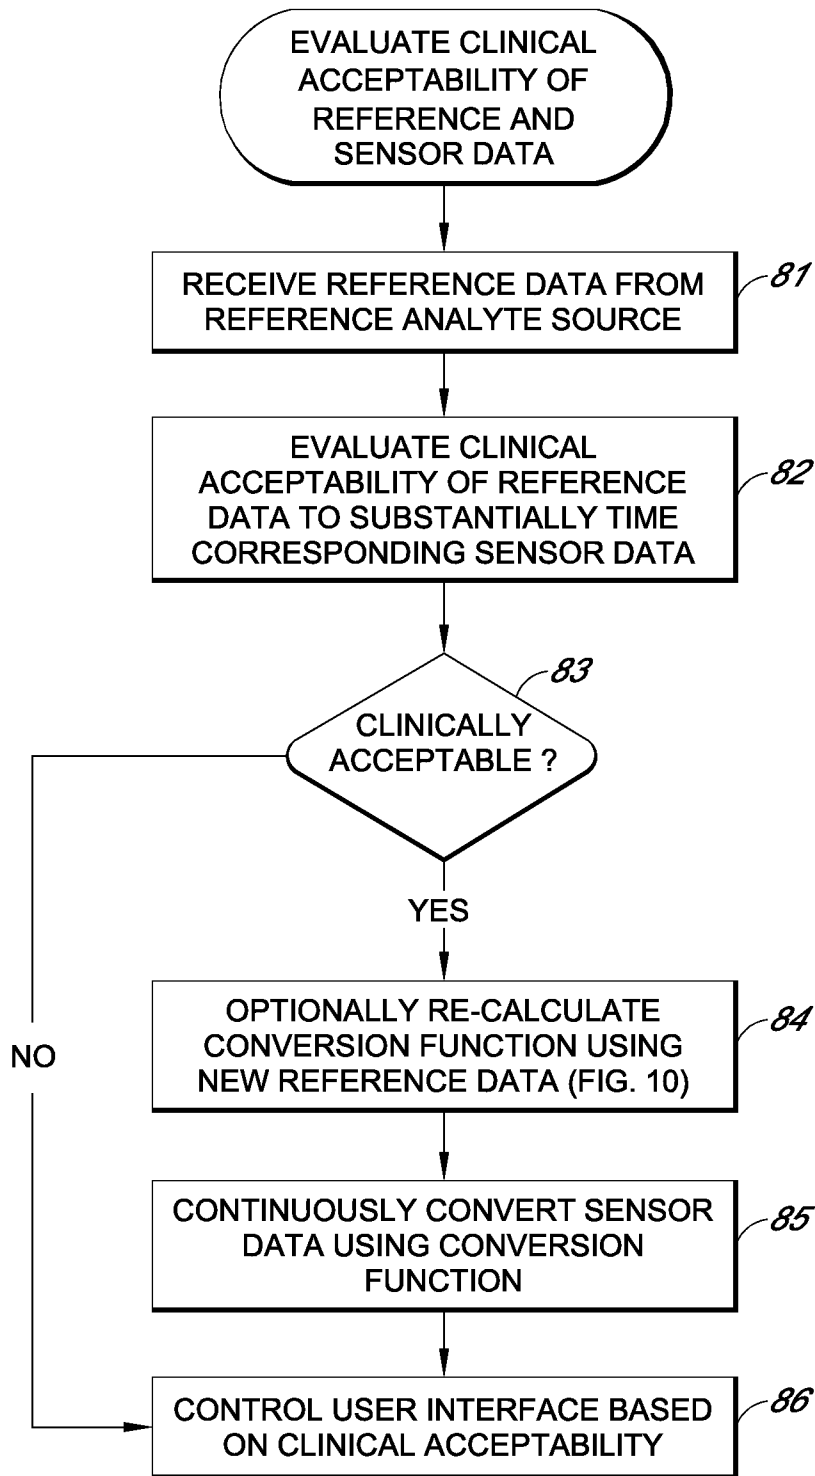 EVALUATE CLINICAL
ACCEPTABILITY OF
REFERENCE AND
SENSOR DATA
81
RECEIVE REFERENCE DATA FROM
REFERENCE ANALYTE SOURCE
82
EVALUATE CLINICAL
ACCEPTABILITY OF REFERENCE
DATA TO SUBSTANTIALLY TIME
CORRESPONDING SENSOR DATA
83
CLINICALLY
ACCEPTABLE ?
YES
84
OPTIONALLY RE-CALCULATE
CONVERSION FUNCTION USING
NEW REFERENCE DATA (FIG. 10)
NO
85
CONTINUOUSLY CONVERT SENSOR
DATA USING CONVERSION
FUNCTION
86
CONTROL USER INTERFACE BASED
ON CLINICAL ACCEPTABILITY